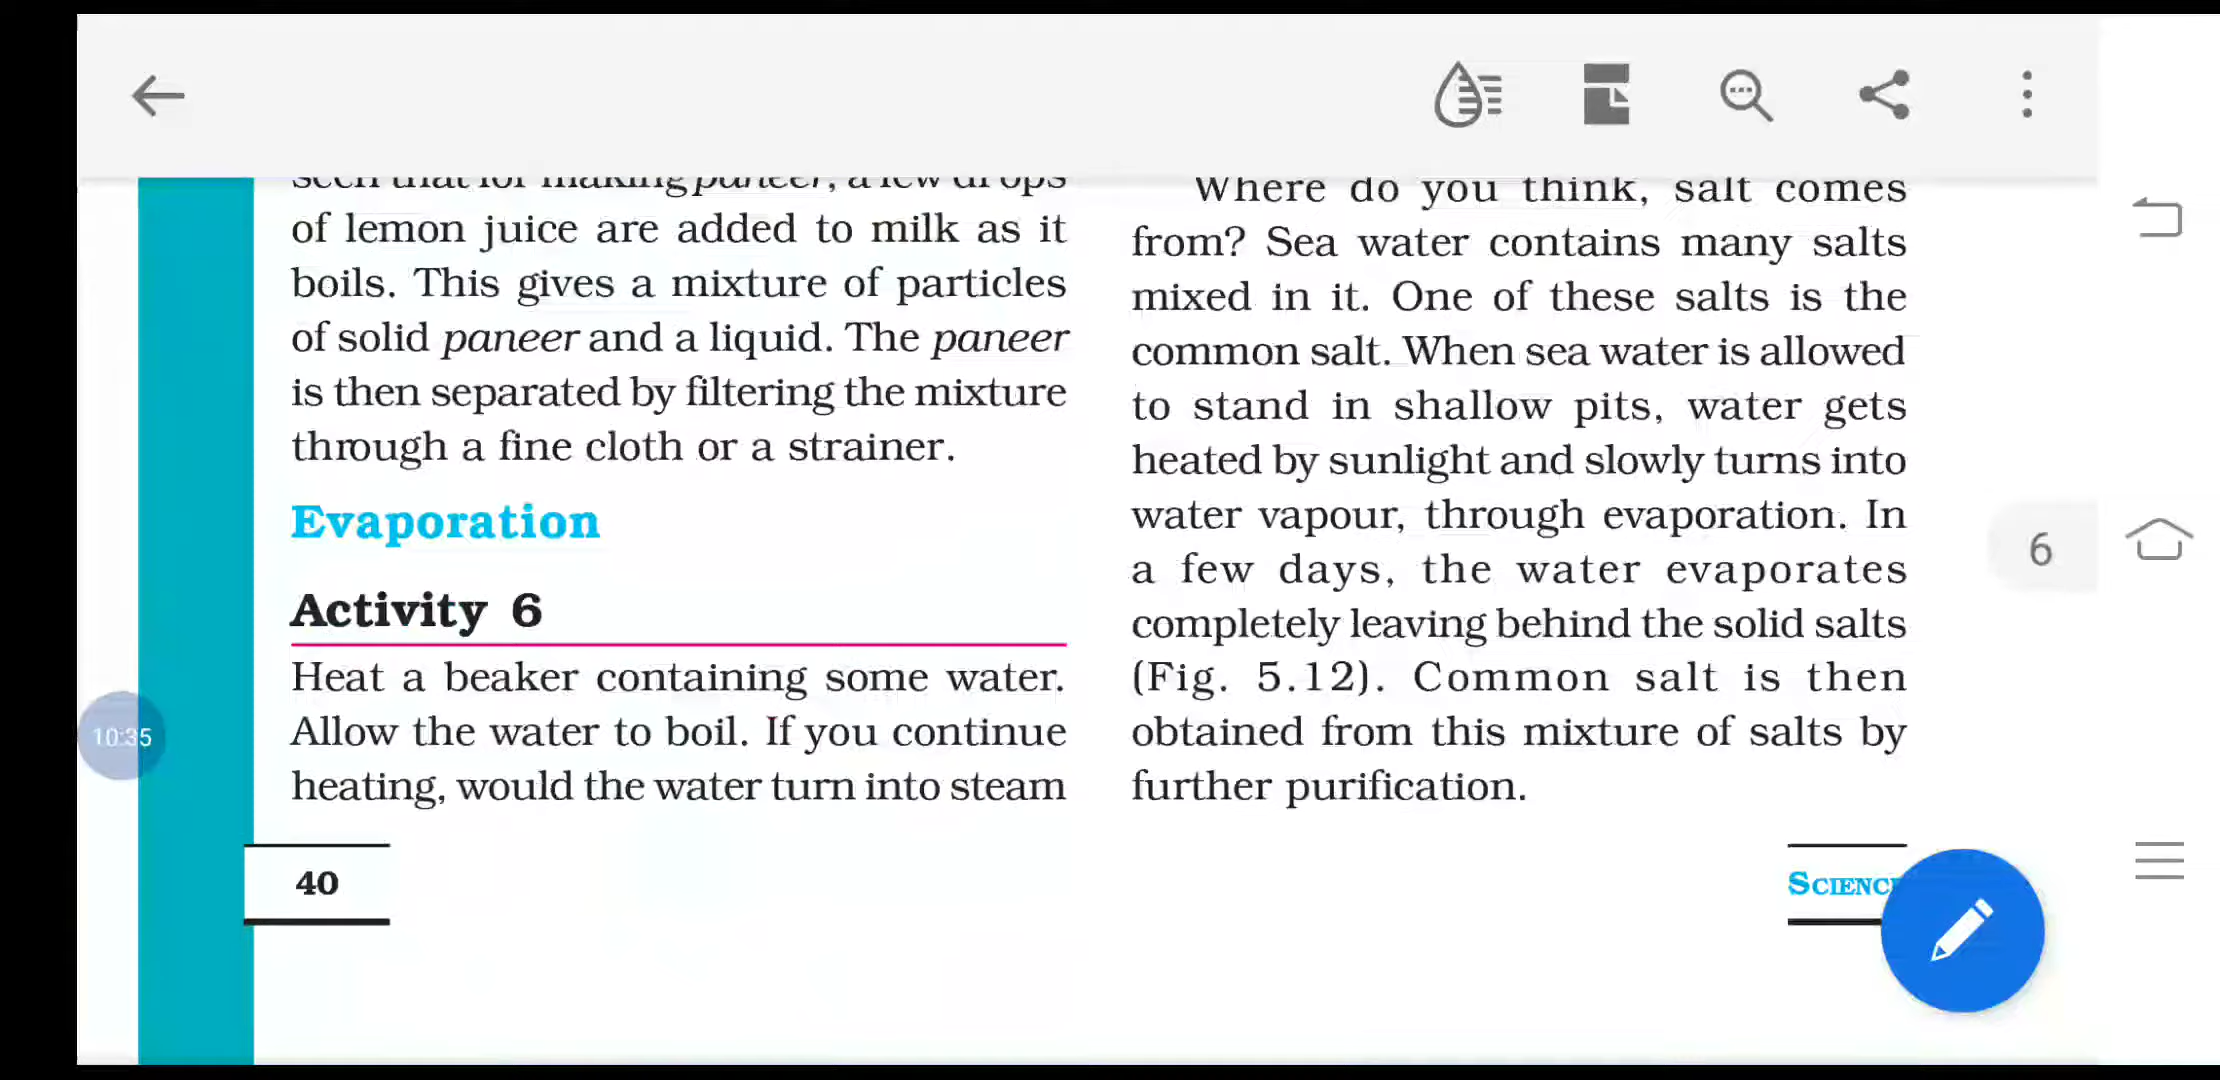 seen that for making paneer, a few drops
of lemon juice are added to milk as it
boils. This gives a mixture of particles
of solid paneer and a liquid. The paneer
is then separated by filtering the mixture
through a fine cloth or a strainer.
Evaporation
Activity 6
Heat a beaker containing some water.
Allow the water to boil. If you continue
heating, would the water turn into steam
40
Where do you think, salt comes
from? Sea water contains many salts
mixed in it. One of these salts is the
common salt. When sea water is allowed
to stand in shallow pits, water gets
heated by sunlight and slowly turns into
water vapour, through evaporation. In
a few days, the water evaporates
completely leaving behind the solid salts
(Fig. 5.12). Common salt is then
obtained from this mixture of salts by
further purification.
6
10:35